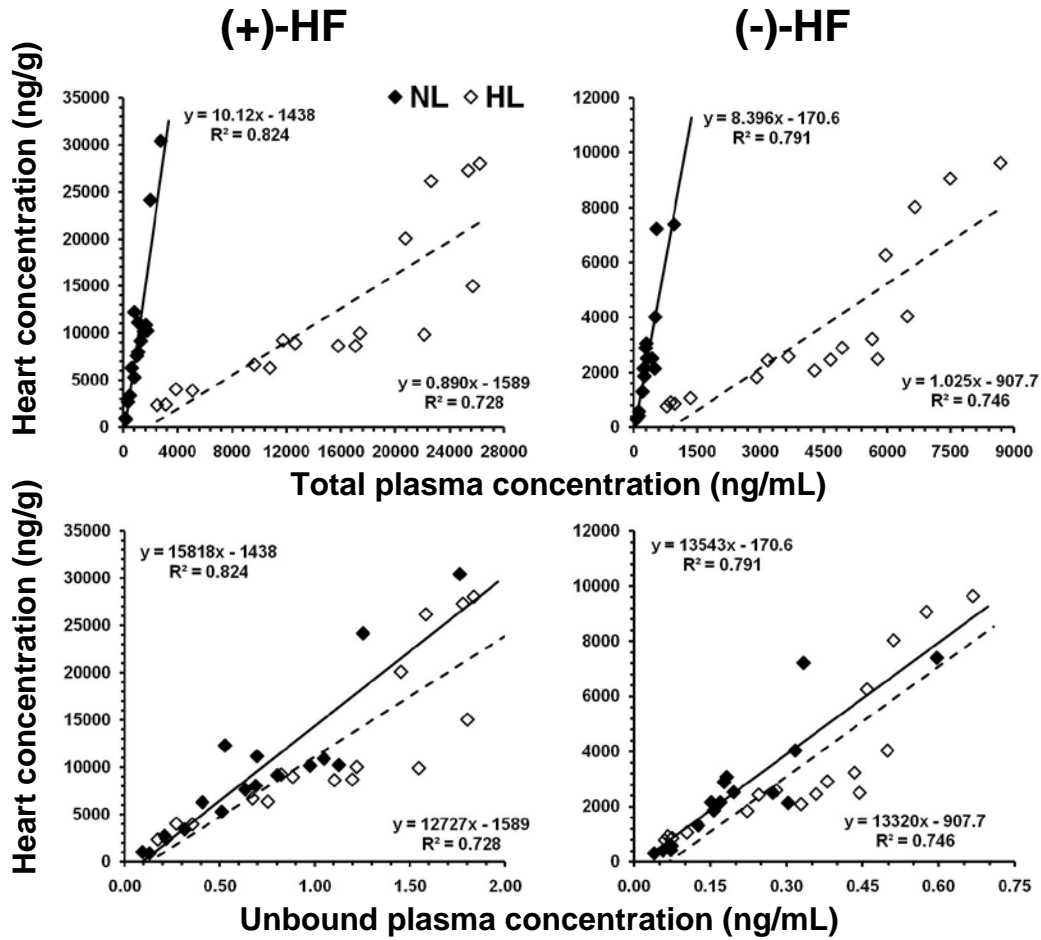 (+)-HF
(-)-HF
Heart concentration (ng/g)
◆ NL ◇ HL
35000
30000
25000
20000
15000
10000
5000
0
y = 10.12x - 1438
R² = 0.824
y = 0.890x - 1589
R² = 0.728
0 4000 8000 12000 16000 20000 24000 28000
12000
10000
8000
6000
4000
2000
0
y = 8.396x - 170.6
R² = 0.791
y = 1.025x - 907.7
R² = 0.746
0 1500 3000 4500 6000 7500 9000
Total plasma concentration (ng/mL)
Heart concentration (ng/g)
35000
30000
25000
20000
15000
10000
5000
0
y = 15818x - 1438
R² = 0.824
y = 12727x - 1589
R² = 0.728
0.00 0.50 1.00 1.50 2.00
12000
10000
8000
6000
4000
2000
0
y = 13543x - 170.6
R² = 0.791
y = 13320x - 907.7
R² = 0.746
0.00 0.15 0.30 0.45 0.60 0.75
Unbound plasma concentration (ng/mL)